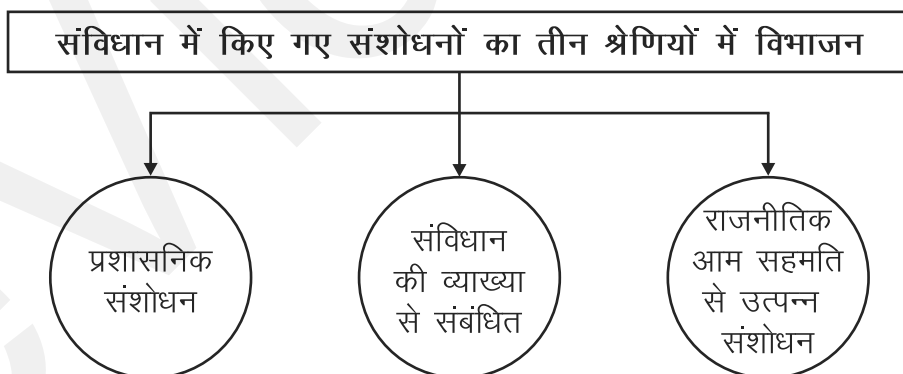 संविधान में किए गए संशोधनों का तीन श्रेणियों में विभाजन
प्रशासनिक
संशोधन
संविधान
की व्याख्या
से संबंधित
राजनीतिक
आम सहमति
से उत्पन्न
संशोधन